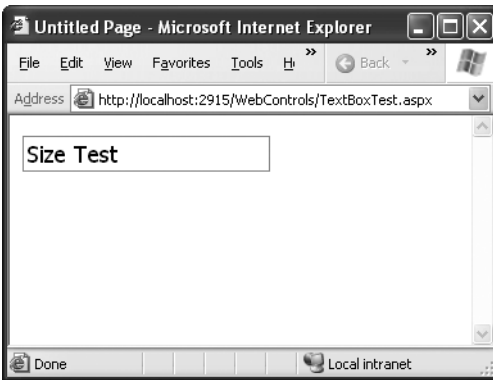 Untitled Page - Microsoft Internet Explorer
File Edit View Favorites Tools » Back »
Address http://localhost:2915/WebControls/TextBoxTest.aspx
Size Test
Done Local intranet